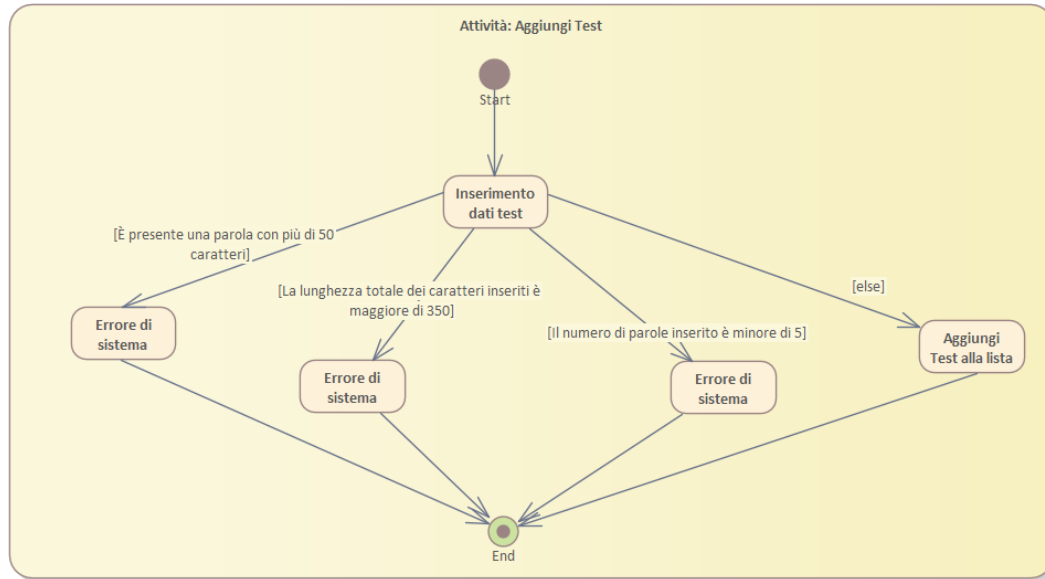 Attività: Aggiungi Test
Start
Inserimento
dati test
[È presente una parola con più di 50
caratteri]
[La lunghezza totale dei caratteri inseriti è
maggiore di 350]
[Il numero di parole inserito è minore di 5]
[else]
Errore di
sistema
Errore di
sistema
Errore di
sistema
Aggiungi
Test alla lista
End